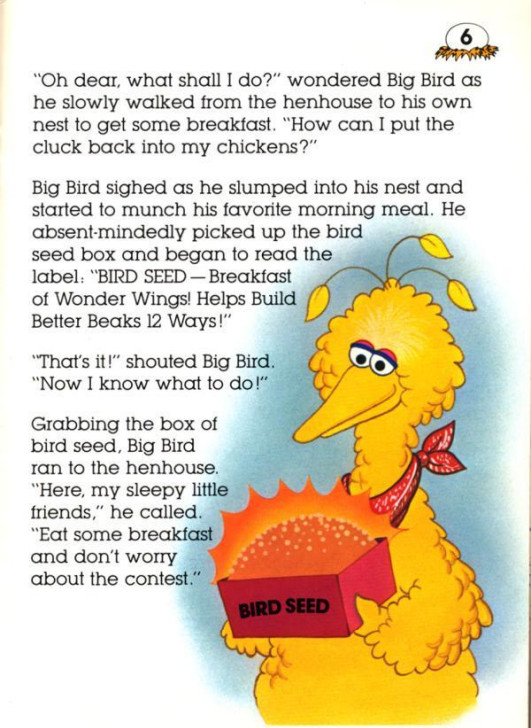 6
“Oh dear, what shall I do?” wondered Big Bird as
he slowly walked from the henhouse to his own
nest to get some breakfast. “How can I put the
cluck back into my chickens?”
Big Bird sighed as he slumped into his nest and
started to munch his favorite morning meal. He
absent-mindedly picked up the bird
seed box and began to read the
label: “BIRD SEED — Breakfast
of Wonder Wings! Helps Build
Better Beaks 12 Ways!”
“That’s it!” shouted Big Bird.
“Now I know what to do!”
Grabbing the box of
bird seed, Big Bird
ran to the henhouse.
“Here, my sleepy little
friends,” he called.
“Eat some breakfast
and don’t worry
about the contest.”
BIRD SEED